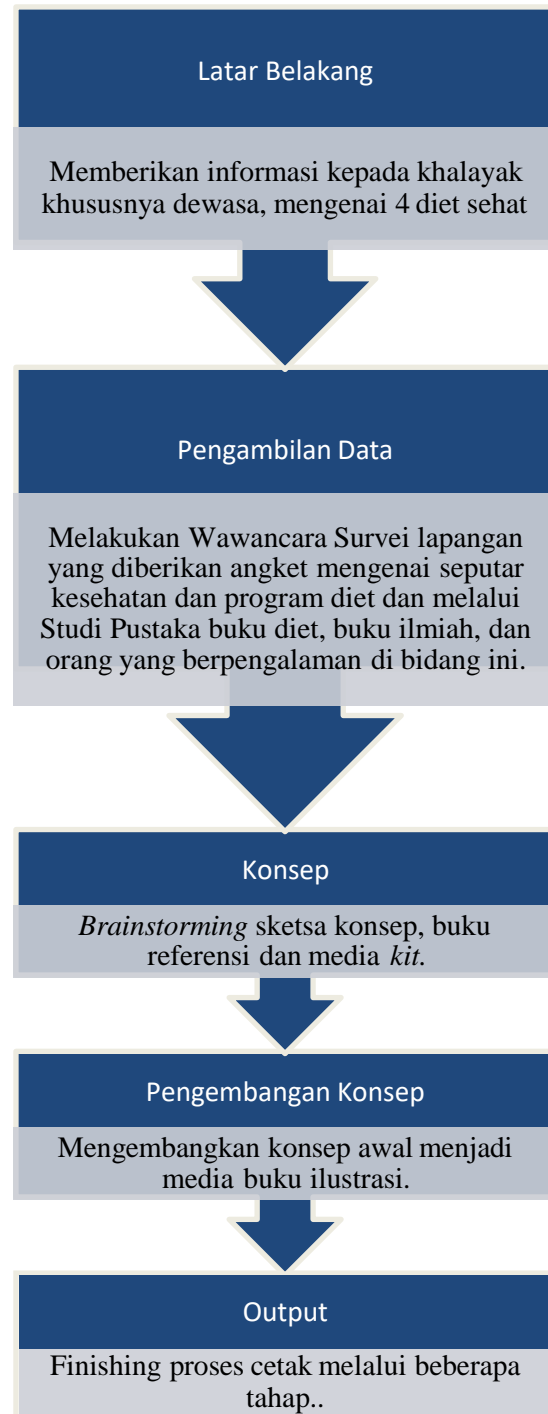 Latar Belakang
Memberikan informasi kepada khalayak
khususnya dewasa, mengenai 4 diet sehat
Pengambilan Data
Melakukan Wawancara Survei lapangan
yang diberikan angket mengenai seputar
kesehatan dan program diet dan melalui
Studi Pustaka buku diet, buku ilmiah, dan
orang yang berpengalaman di bidang ini.
Konsep
Brainstorming sketsa konsep, buku
referensi dan media kit.
Pengembangan Konsep
Mengembangkan konsep awal menjadi
media buku ilustrasi.
Output
Finishing proses cetak melalui beberapa
tahap..